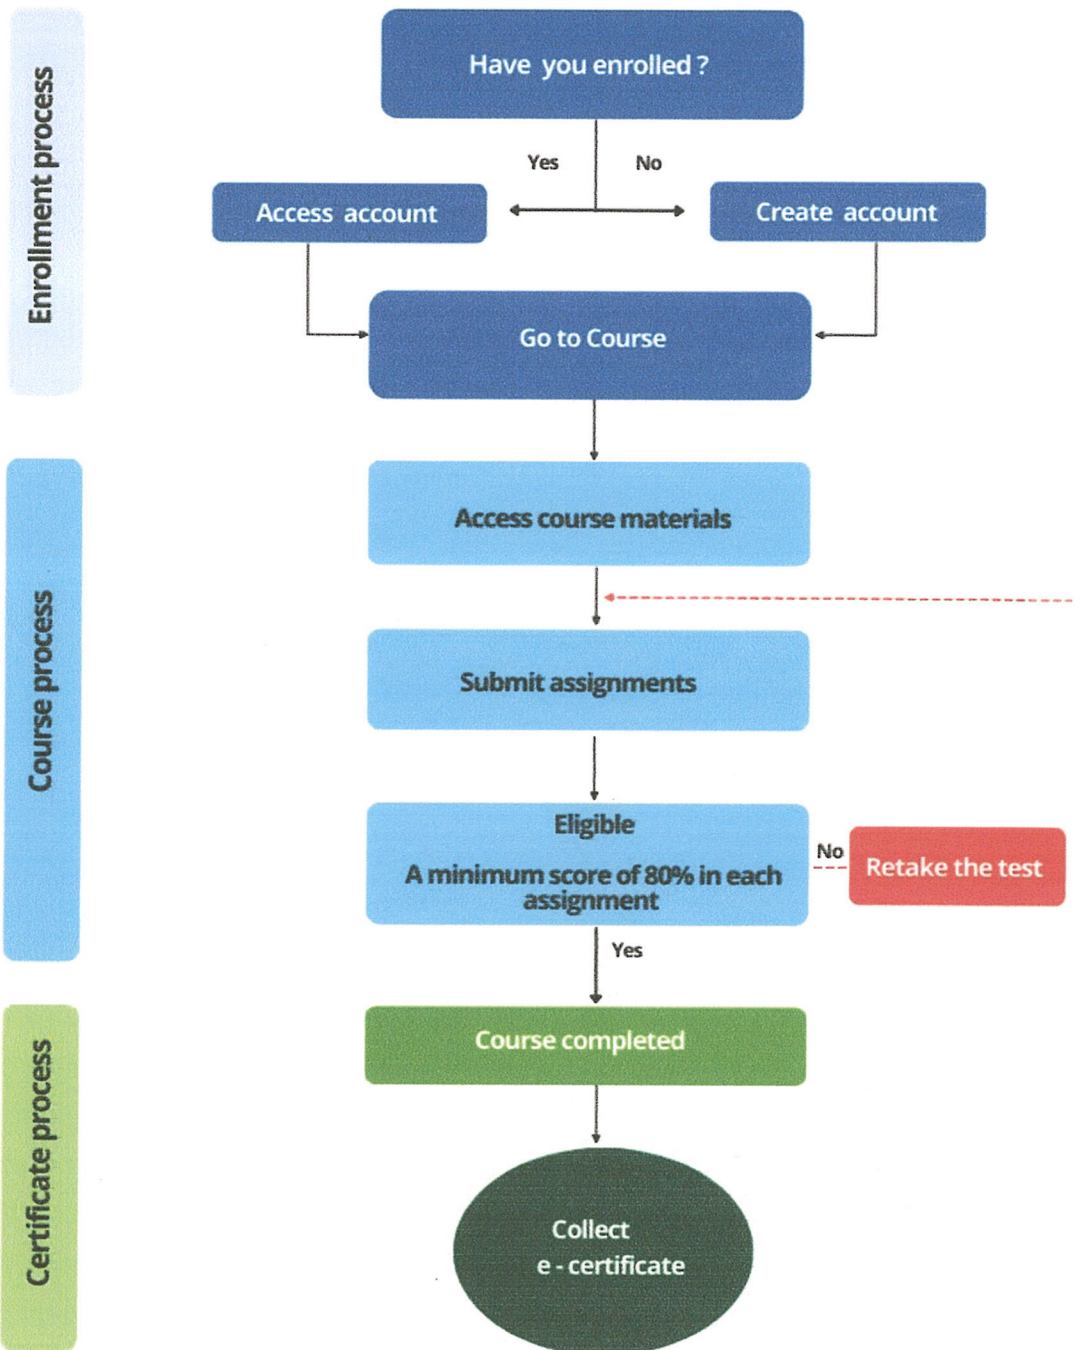 Enrollment process
Have you enrolled ?
Yes
No
Access account
Create account
Go to Course
Course process
Access course materials
Submit assignments
Eligible
A minimum score of 80% in each
assignment
No
Retake the test
Yes
Certificate process
Course completed
Collect
e - certificate